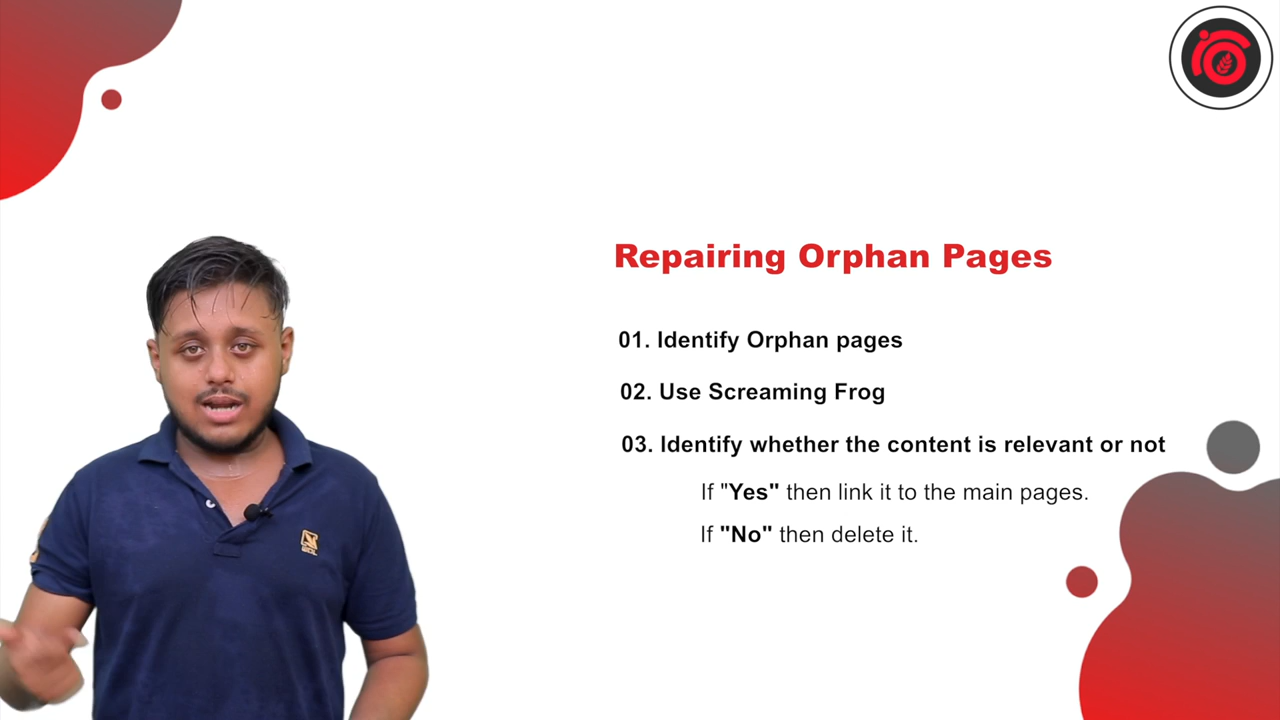 Repairing Orphan Pages
01. Identify Orphan pages
02. Use Screaming Frog
03. Identify whether the content is relevant or not
If "Yes" then link it to the main pages.
If "No" then delete it.